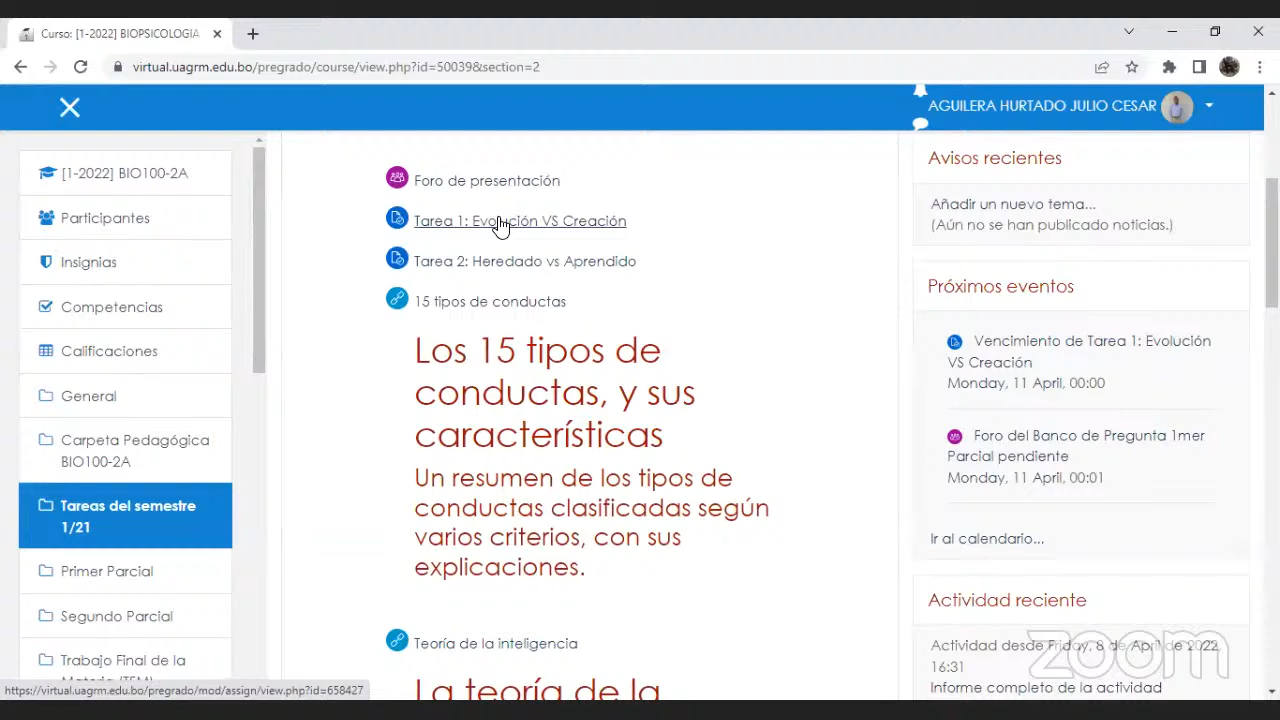 Curso: [1-2022] BIOPSICOLOGIA
virtual.uagrm.edu.bo/pregrado/course/view.php?id=50039&section=2
AGUILERA HURTADO JULIO CESAR
[1-2022] BIO100-2A
Participantes
Insignias
Competencias
Calificaciones
General
Carpeta Pedagógica
BIO100-2A
Tareas del semestre
1/21
Primer Parcial
Segundo Parcial
Trabajo Final de la
Materia (TFM)
https://virtual.uagrm.edu.bo/pregrado/mod/assign/view.php?id=658427
Foro de presentación
Tarea 1: Evolución VS Creación
Tarea 2: Heredado vs Aprendido
15 tipos de conductas
Los 15 tipos de
conductas, y sus
características
Un resumen de los tipos de
conductas clasificadas según
varios criterios, con sus
explicaciones.
Teoría de la inteligencia
La teoría de la
Avisos recientes
Añadir un nuevo tema...
(Aún no se han publicado noticias.)
Próximos eventos
Vencimiento de Tarea 1: Evolución
VS Creación
Monday, 11 April, 00:00
Foro del Banco de Pregunta 1mer
Parcial pendiente
Monday, 11 April, 00:01
Ir al calendario...
Actividad reciente
Actividad desde Friday, 8 de April de 2022,
16:31
Informe completo de la actividad
zoom